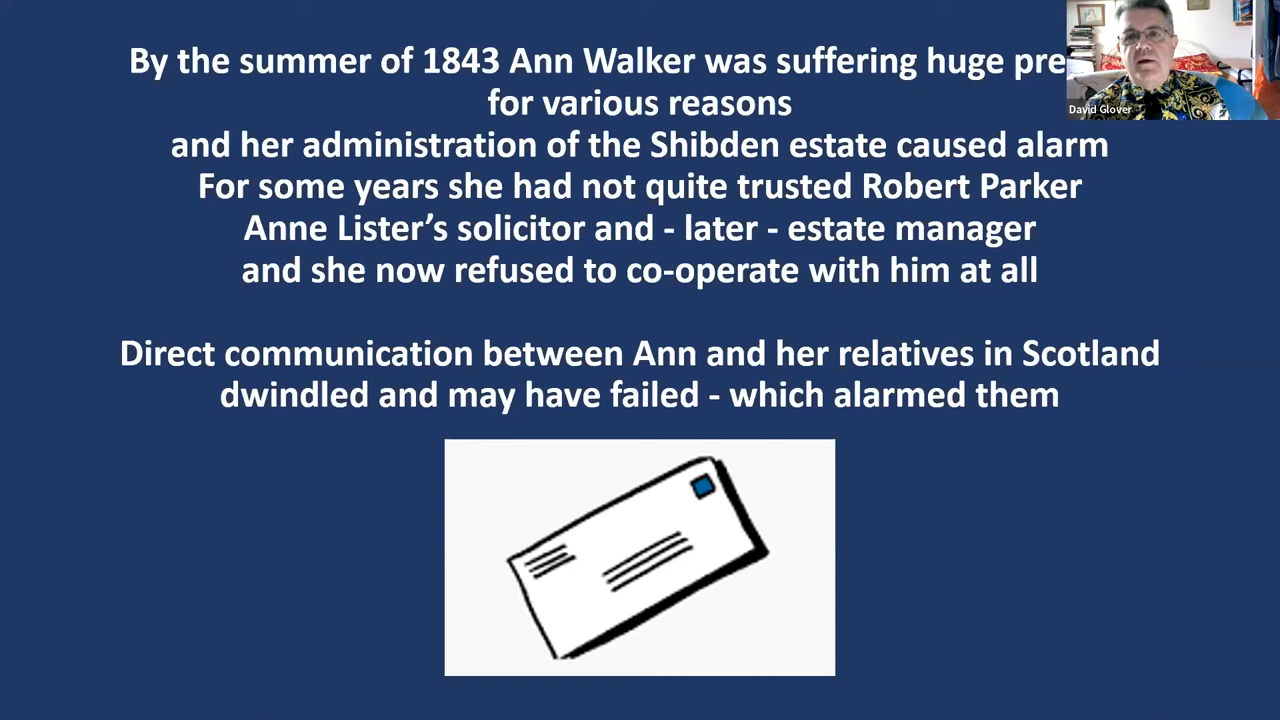 By the summer of 1843 Ann Walker was suffering huge
for various reasons
and her administration of the Shibden estate caused alarm
For some years she had not quite trusted Robert Parker
Anne Lister’s solicitor and - later - estate manager
and she now refused to co-operate with him at all
Direct communication between Ann and her relatives in Scotland
dwindled and may have failed - which alarmed them
David Glover